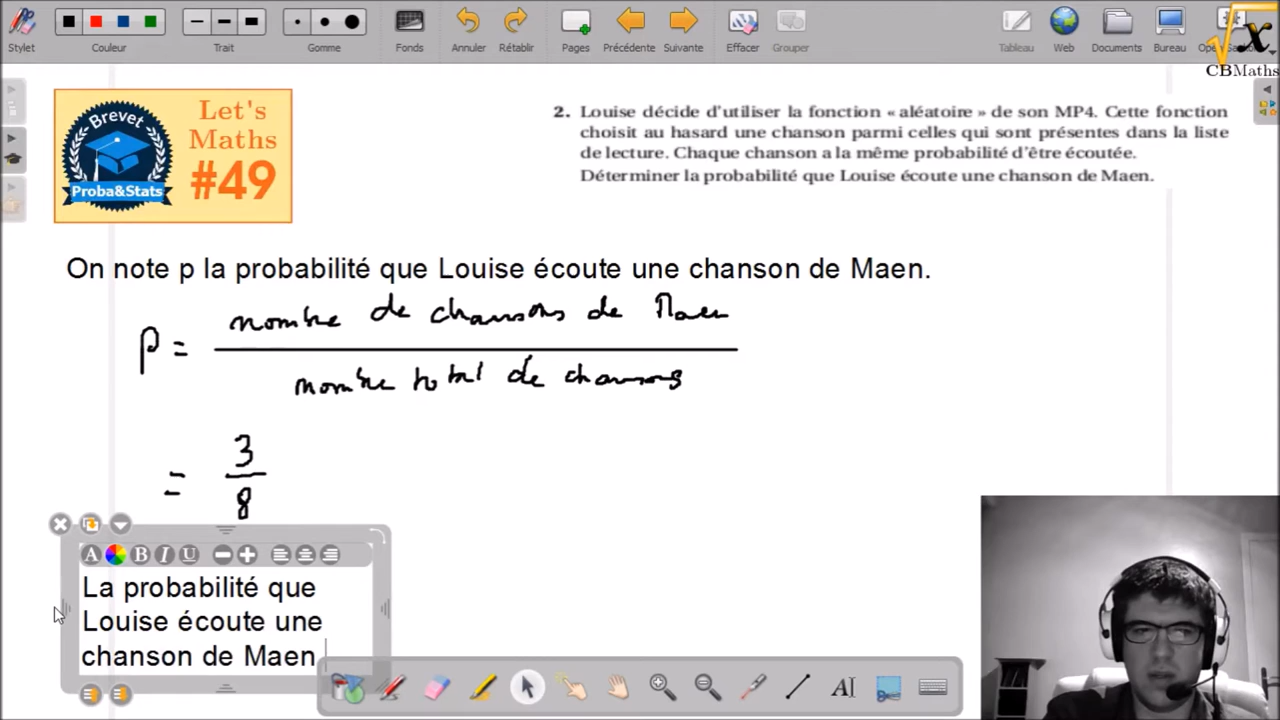 Stylet
Couleur
Trait
Gomme
Fonds
Annuler
Rétablir
Pages
Précédente
Suivante
Effacer
Grouper
Tableau
Web
Documents
Bureau
CBMaths
Brevet
Proba&Stats
Let's
Maths
#49
2. Louise décide d'utiliser la fonction « aléatoire » de son MP4. Cette fonction
choisit au hasard une chanson parmi celles qui sont présentes dans la liste
de lecture. Chaque chanson a la même probabilité d'être écoutée.
Déterminer la probabilité que Louise écoute une chanson de Maen.
On note p la probabilité que Louise écoute une chanson de Maen.
nombre de chansons de Maen
P =
nombre total de chansons
3
=
8
A B I U
La probabilité que
Louise écoute une
chanson de Maen
AI